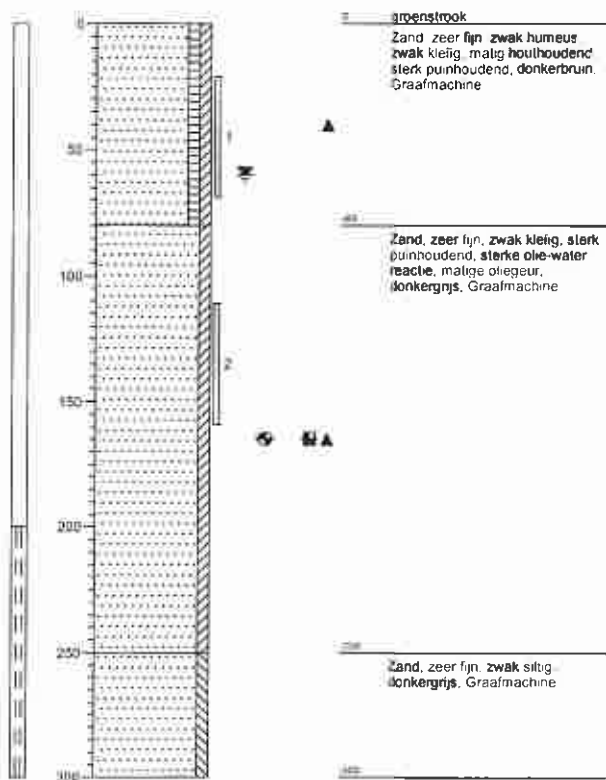 0
groenstrook
Zand, zeer fijn, zwak humeus
zwak kleiig, matig houthoudend
sterk puinhoudend, donkerbruin,
Graafmachine
1
50
80
Zand, zeer fijn, zwak kleiig, sterk
puinhoudend, sterke olie-water
reactie, matige oliegeur,
donkergrijs, Graafmachine
100
2
150
200
250
Zand, zeer fijn, zwak siltig
donkergrijs, Graafmachine
300